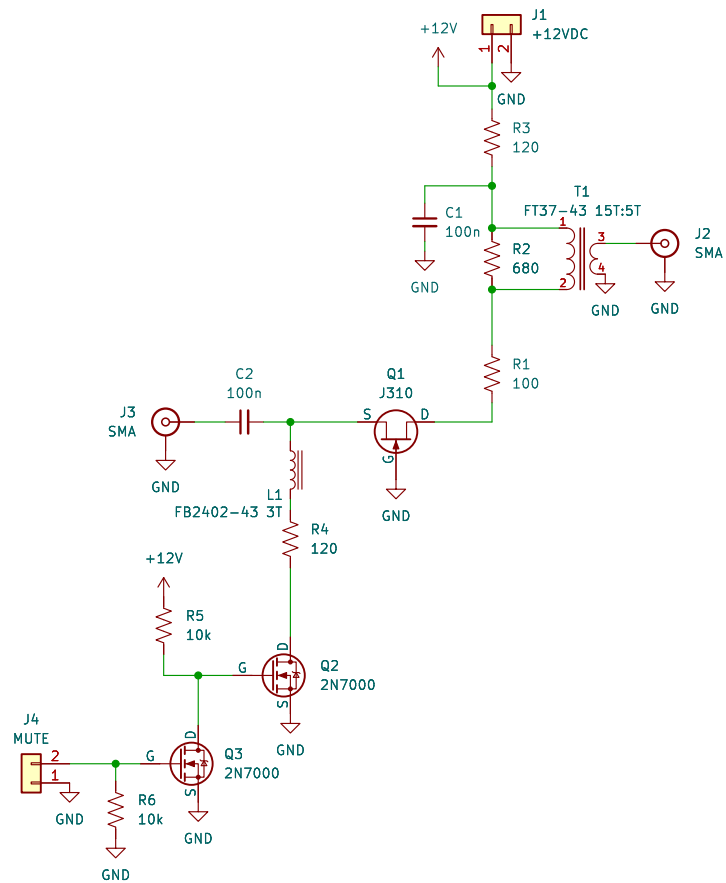 J1
+12VDC
+12V
1
2
GND
R3
120
T1
FT37-43 15T:5T
C1
100n
1
2
3
4
R2
680
J2
SMA
GND
GND
GND
R1
100
C2
100n
Q1
J310
J3
SMA
S
D
G
GND
GND
L1
FB2402-43 3T
R4
120
+12V
R5
10k
D
G
S
Q2
2N7000
GND
J4
MUTE
2
1
GND
D
G
S
Q3
2N7000
GND
R6
10k
GND